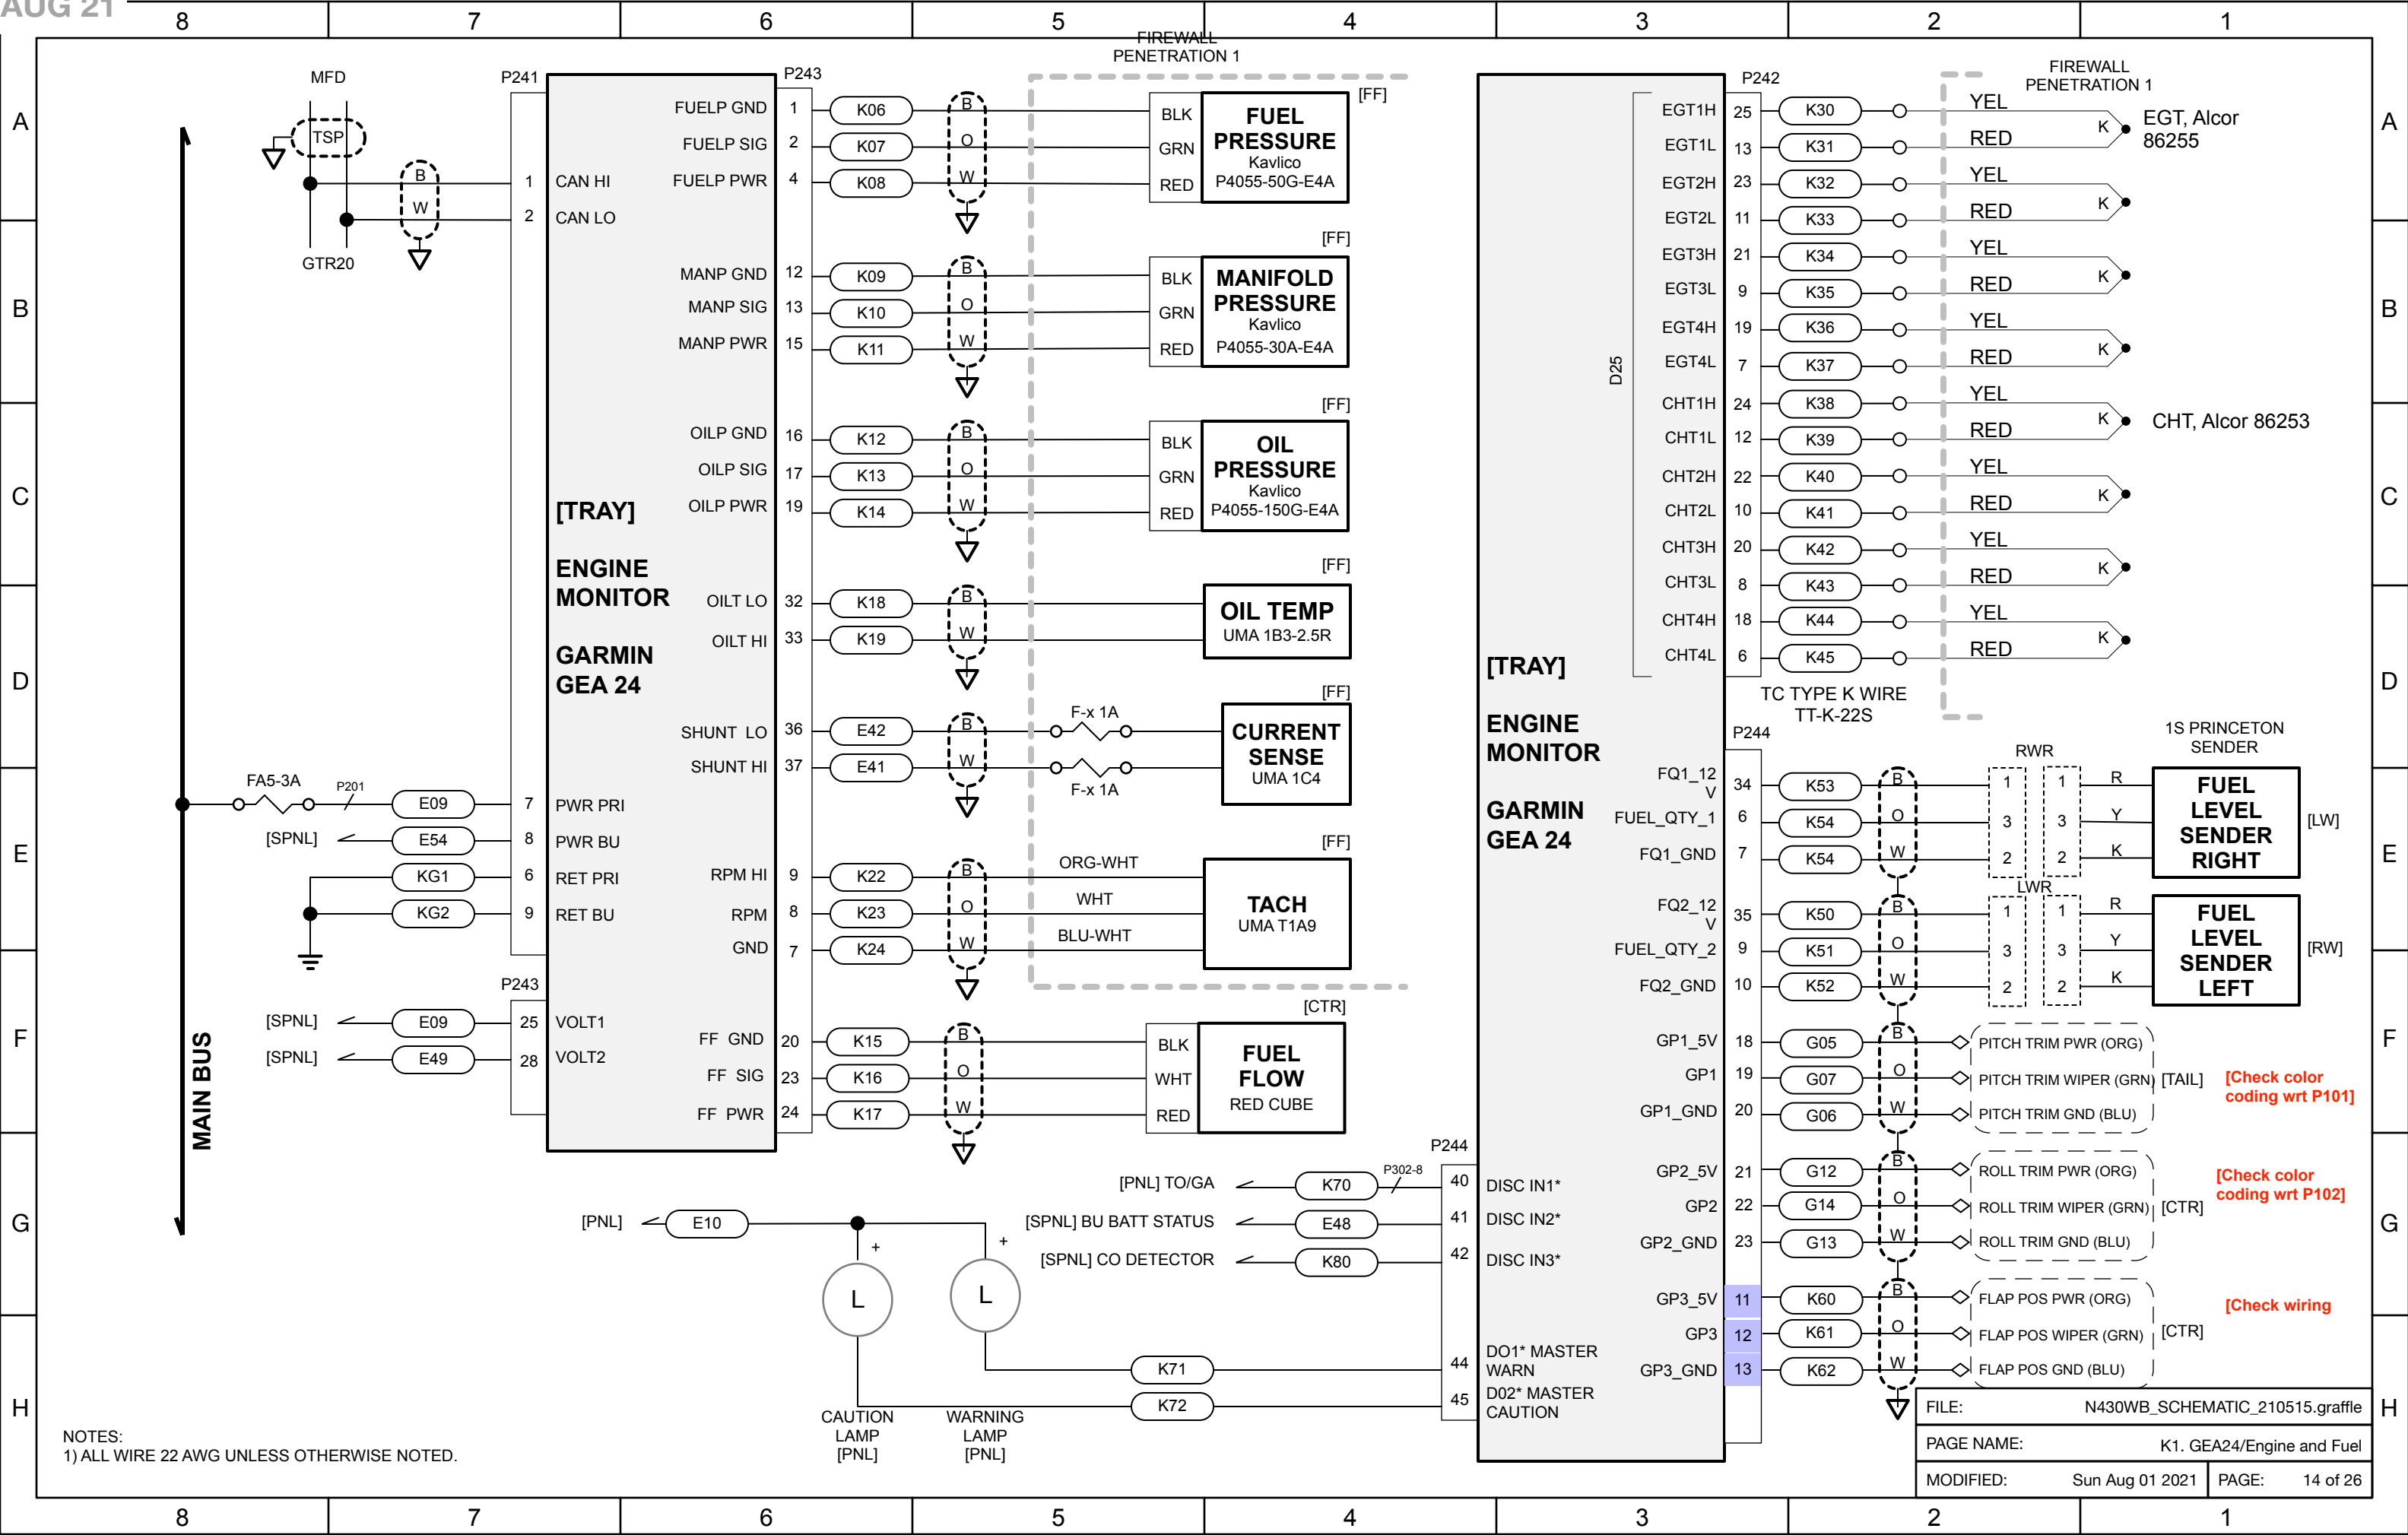 AUG 21
8 7 6 5 4 3 2 1
A
B
C
D
E
F
G
H
MAIN BUS
MFD
TSP
GTR20
B
W
P241
1 CAN HI
2 CAN LO
FA5-3A
P201
E09
7 PWR PRI
[SPNL] E54 8 PWR BU
KG1 6 RET PRI
KG2 9 RET BU
P243
[SPNL] E09 25 VOLT1
[SPNL] E49 28 VOLT2
[TRAY]
ENGINE
MONITOR
GARMIN
GEA 24
P243
FIREWALL
PENETRATION 1
FUELP GND 1 K06 B BLK
FUELP SIG 2 K07 O GRN
FUELP PWR 4 K08 W RED
[FF]
FUEL
PRESSURE
Kavlico
P4055-50G-E4A
MANP GND 12 K09 B BLK
MANP SIG 13 K10 O GRN
MANP PWR 15 K11 W RED
[FF]
MANIFOLD
PRESSURE
Kavlico
P4055-30A-E4A
OILP GND 16 K12 B BLK
OILP SIG 17 K13 O GRN
OILP PWR 19 K14 W RED
[FF]
OIL
PRESSURE
Kavlico
P4055-150G-E4A
OILT LO 32 K18 B
OILT HI 33 K19 W
[FF]
OIL TEMP
UMA 1B3-2.5R
SHUNT LO 36 E42 B F-x 1A
SHUNT HI 37 E41 W F-x 1A
[FF]
CURRENT
SENSE
UMA 1C4
RPM HI 9 K22 B ORG-WHT
RPM 8 K23 O WHT
GND 7 K24 W BLU-WHT
[FF]
TACH
UMA T1A9
FF GND 20 K15 B BLK
FF SIG 23 K16 O WHT
FF PWR 24 K17 W RED
[CTR]
FUEL
FLOW
RED CUBE
P244
[PNL] TO/GA K70 P302-8 40 DISC IN1*
[SPNL] BU BATT STATUS E48 41 DISC IN2*
[SPNL] CO DETECTOR K80 42 DISC IN3*
[PNL] E10
+
+
L
L
K71 44 DO1* MASTER
WARN
K72 45 D02* MASTER
CAUTION
CAUTION
LAMP
[PNL]
WARNING
LAMP
[PNL]
[TRAY]
ENGINE
MONITOR
GARMIN
GEA 24
D25
P242
FIREWALL
PENETRATION 1
EGT1H 25 K30 YEL
EGT1L 13 K31 RED
K
EGT, Alcor
86255
EGT2H 23 K32 YEL
EGT2L 11 K33 RED
K
EGT3H 21 K34 YEL
EGT3L 9 K35 RED
K
EGT4H 19 K36 YEL
EGT4L 7 K37 RED
K
CHT1H 24 K38 YEL
CHT1L 12 K39 RED
K
CHT, Alcor 86253
CHT2H 22 K40 YEL
CHT2L 10 K41 RED
K
CHT3H 20 K42 YEL
CHT3L 8 K43 RED
K
CHT4H 18 K44 YEL
CHT4L 6 K45 RED
K
TC TYPE K WIRE
TT-K-22S
P244
RWR
1S PRINCETON
SENDER
FQ1_12
V 34 K53 B 1 1 R
FUEL_QTY_1 6 K54 O 3 3 Y
FQ1_GND 7 K54 W 2 2 K
FUEL
LEVEL
SENDER
RIGHT
[LW]
LWR
FQ2_12
V 35 K50 B 1 1 R
FUEL_QTY_2 9 K51 O 3 3 Y
FQ2_GND 10 K52 W 2 2 K
FUEL
LEVEL
SENDER
LEFT
[RW]
GP1_5V 18 G05 B PITCH TRIM PWR (ORG)
GP1 19 G07 O PITCH TRIM WIPER (GRN) [TAIL]
GP1_GND 20 G06 W PITCH TRIM GND (BLU)
[Check color
coding wrt P101]
GP2_5V 21 G12 B ROLL TRIM PWR (ORG)
GP2 22 G14 O ROLL TRIM WIPER (GRN) [CTR]
GP2_GND 23 G13 W ROLL TRIM GND (BLU)
[Check color
coding wrt P102]
GP3_5V 11 K60 B FLAP POS PWR (ORG)
GP3 12 K61 O FLAP POS WIPER (GRN) [CTR]
GP3_GND 13 K62 W FLAP POS GND (BLU)
[Check wiring
NOTES:
1) ALL WIRE 22 AWG UNLESS OTHERWISE NOTED.
FILE: N430WB_SCHEMATIC_210515.graffle
PAGE NAME: K1. GEA24/Engine and Fuel
MODIFIED: Sun Aug 01 2021 PAGE: 14 of 26
A
B
C
D
E
F
G
H
8 7 6 5 4 3 2 1